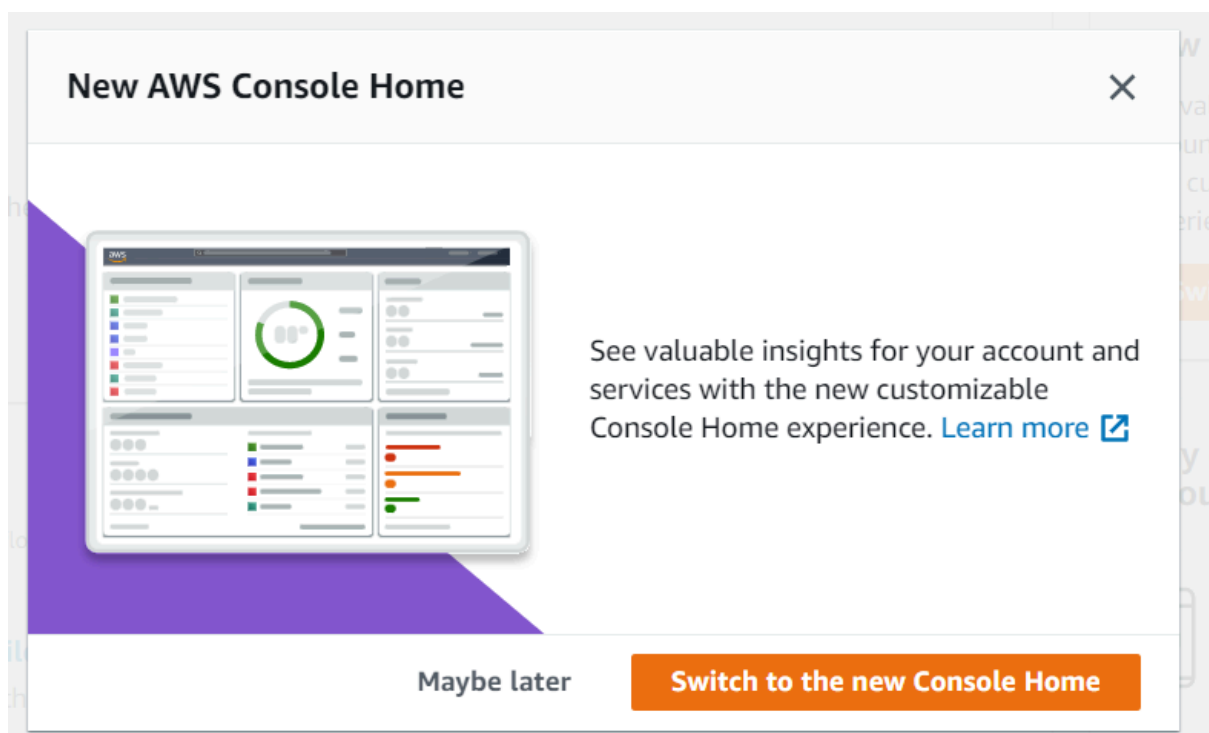 New AWS Console Home
aws
See valuable insights for your account and
services with the new customizable
Console Home experience. Learn more
Maybe later
Switch to the new Console Home